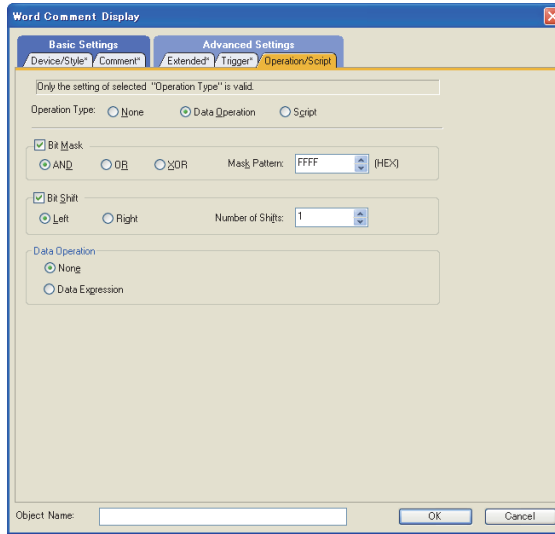 Word Comment Display
Basic Settings Advanced Settings
Device/Style* Comment* Extended* Trigger* Operation/Script
Only the setting of selected "Operation Type" is valid.
Operation Type: None Data Operation Script
Bit Mask
AND OR XOR Mask Pattern: FFFF (HEX)
Bit Shift
Left Right Number of Shifts: 1
Data Operation
None
Data Expression
Object Name: OK Cancel